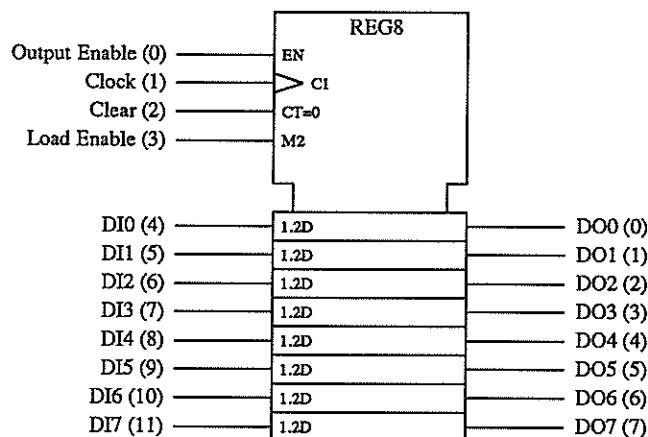 REG8
Output Enable (0) EN
Clock (1) C1
Clear (2) CT=0
Load Enable (3) M2
DI0 (4) 1.2D DO0 (0)
DI1 (5) 1.2D DO1 (1)
DI2 (6) 1.2D DO2 (2)
DI3 (7) 1.2D DO3 (3)
DI4 (8) 1.2D DO4 (4)
DI5 (9) 1.2D DO5 (5)
DI6 (10) 1.2D DO6 (6)
DI7 (11) 1.2D DO7 (7)